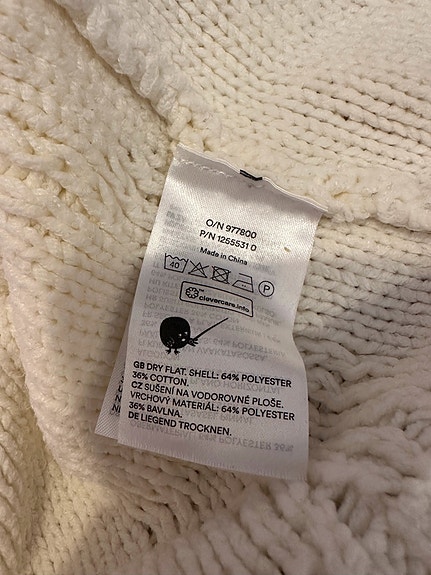 O/N 977800
P/N 1255531 0
Made in China
40 P
™
clevercare.info
GB DRY FLAT. SHELL: 64% POLYESTER
36% COTTON.
CZ SUŠENÍ NA VODOROVNÉ PLOŠE.
VRCHOVÝ MATERIÁL: 64% POLYESTER
36% BAVLNA.
DE LIEGEND TROCKNEN.